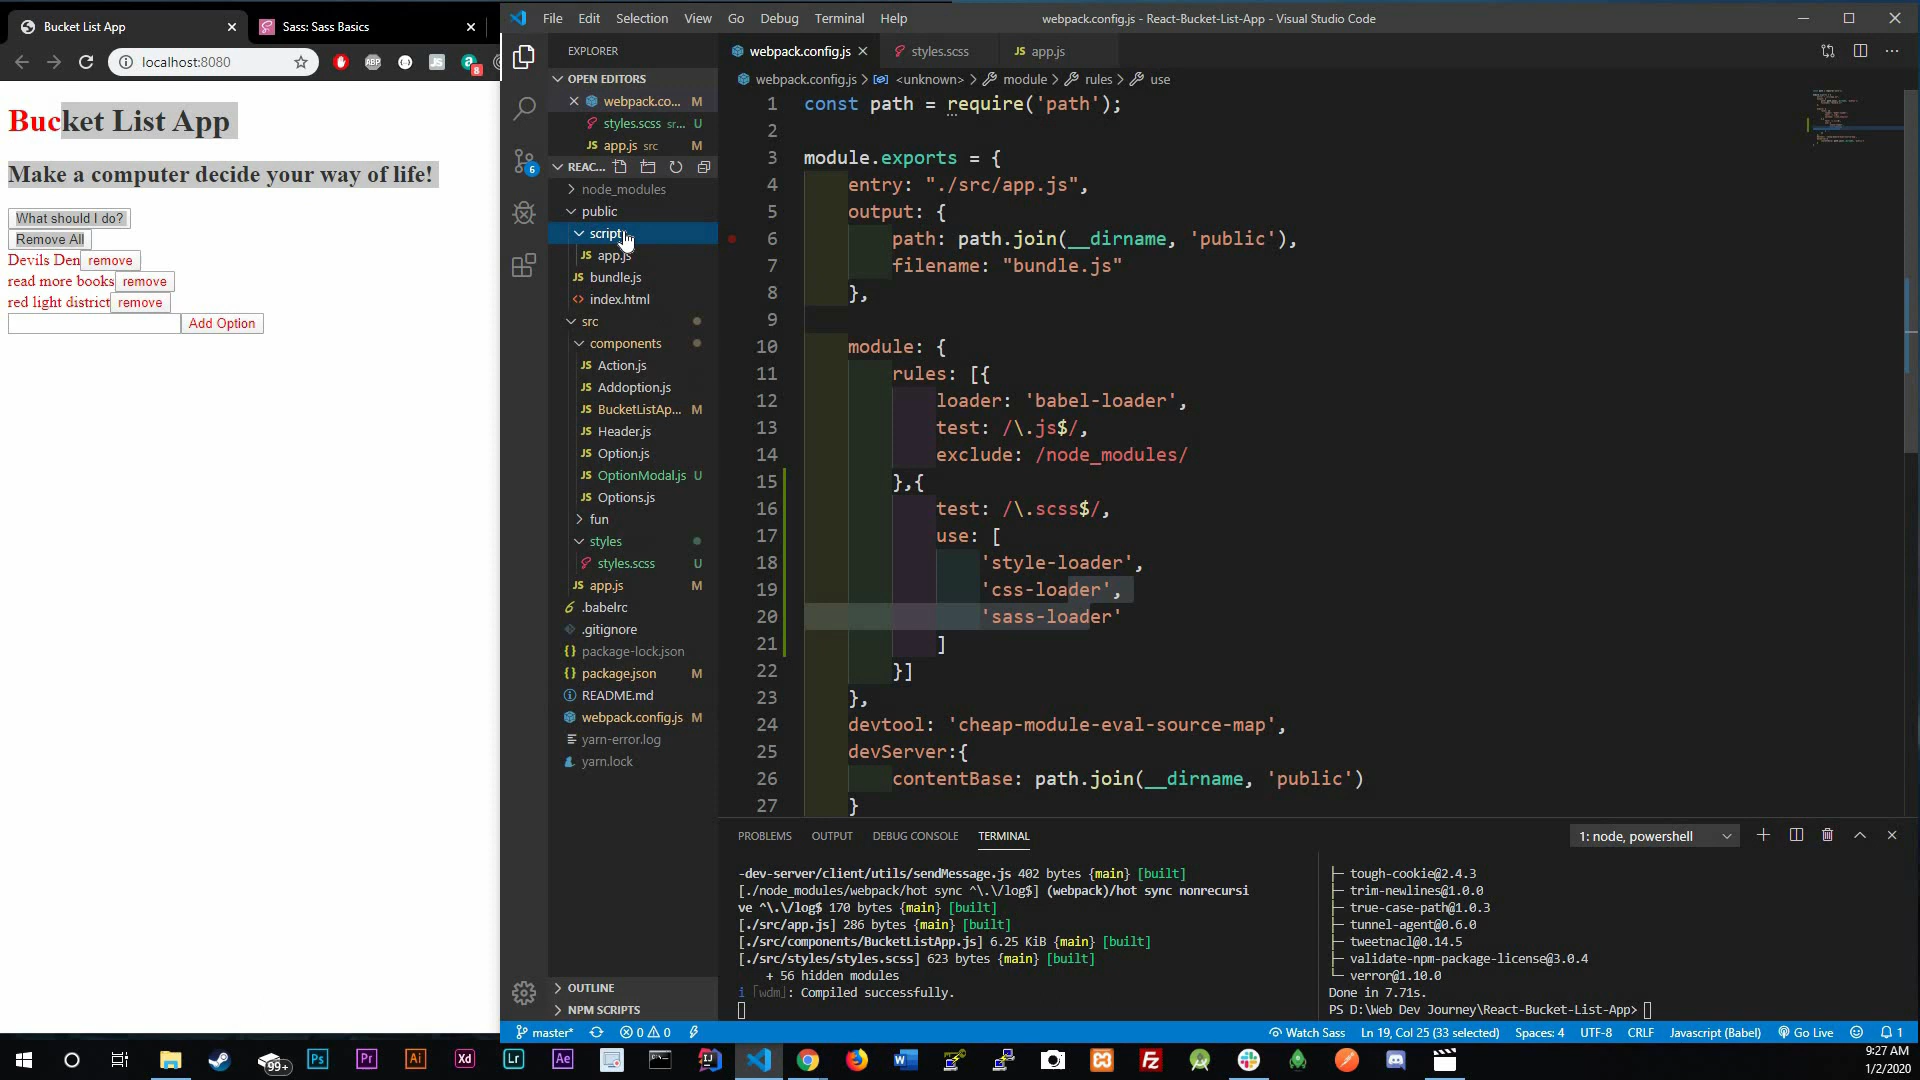 Bucket List App
Sass: Sass Basics
localhost:8080
Bucket List App
Make a computer decide your way of life!
What should I do?
Remove All
Devils Den remove
read more books remove
red light district remove
Add Option
File Edit Selection View Go Debug Terminal Help
webpack.config.js - React-Bucket-List-App - Visual Studio Code
EXPLORER
OPEN EDITORS
webpack.co... M
styles.scss sr... U
app.js src M
REAC...
node_modules
public
script
app.js
bundle.js
index.html
src
components
Action.js
Addoption.js
BucketListAp... M
Header.js
Option.js
OptionModal.js U
Options.js
fun
styles
styles.scss U
app.js M
.babelrc
.gitignore
package-lock.json
package.json M
README.md
webpack.config.js M
yarn-error.log
yarn.lock
OUTLINE
NPM SCRIPTS
webpack.config.js styles.scss app.js
webpack.config.js > <unknown> > module > rules > use
1 const path = require('path');
2
3 module.exports = {
4 entry: "./src/app.js",
5 output: {
6 path: path.join(__dirname, 'public'),
7 filename: "bundle.js"
8 },
9
10 module: {
11 rules: [{
12 loader: 'babel-loader',
13 test: /\.js$/,
14 exclude: /node_modules/
15 },{
16 test: /\.scss$/,
17 use: [
18 'style-loader',
19 'css-loader',
20 'sass-loader'
21 ]
22 }]
23 },
24 devtool: 'cheap-module-eval-source-map',
25 devServer:{
26 contentBase: path.join(__dirname, 'public')
27 }
PROBLEMS OUTPUT DEBUG CONSOLE TERMINAL
1: node, powershell
-dev-server/client/utils/sendMessage.js 402 bytes {main} [built]
[./node_modules/webpack/hot sync ^\.\/log$] (webpack)/hot sync nonrecursi
ve ^\.\/log$ 170 bytes {main} [built]
[./src/app.js] 286 bytes {main} [built]
[./src/components/BucketListApp.js] 6.25 KiB {main} [built]
[./src/styles/styles.scss] 623 bytes {main} [built]
+ 56 hidden modules
i ｢wdm｣: Compiled successfully.
├─ tough-cookie@2.4.3
├─ trim-newlines@1.0.0
├─ true-case-path@1.0.3
├─ tunnel-agent@0.6.0
├─ tweetnacl@0.14.5
├─ validate-npm-package-license@3.0.4
└─ verror@1.10.0
Done in 7.71s.
PS D:\Web Dev Journey\React-Bucket-List-App>
master* 0 0 Watch Sass Ln 19, Col 25 (33 selected) Spaces: 4 UTF-8 CRLF Javascript (Babel) Go Live 1
99+ Ps Pr Ai Xd Lr Ae
9:27 AM
1/2/2020